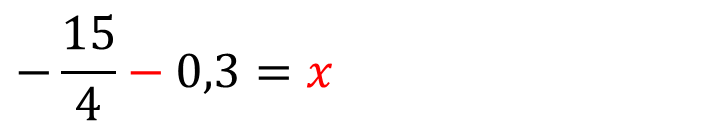 −15/4 − 0,3 = x